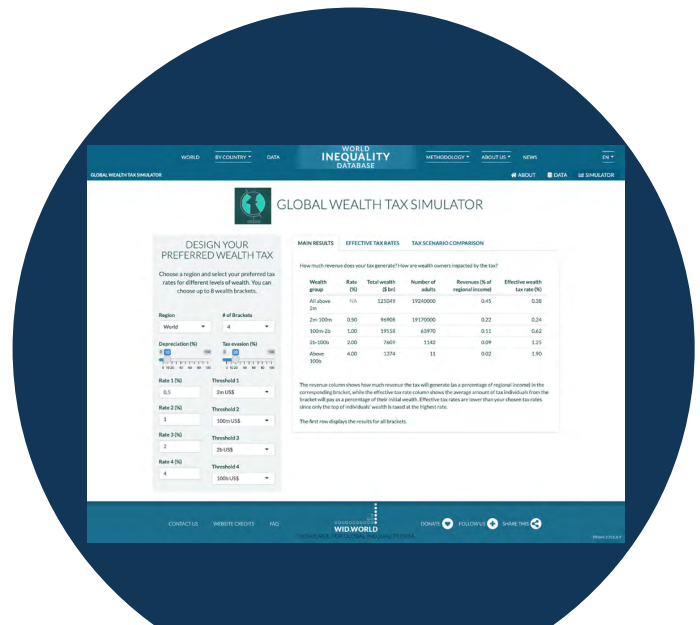 WORLD BY COUNTRY DATA WORLD INEQUALITY DATABASE METHODOLOGY ABOUT US NEWS EN
GLOBAL WEALTH TAX SIMULATOR ABOUT DATA SIMULATOR
GLOBAL WEALTH TAX SIMULATOR
DESIGN YOUR
PREFERRED WEALTH TAX
Choose a region and select your preferred tax
rates for different levels of wealth. You can
choose up to 8 wealth brackets.
Region # of Brackets
World 4
Depreciation (%) Tax evasion (%)
Rate 1 (%) Threshold 1
0,5 2m US$
Rate 2 (%) Threshold 2
1 100m US$
Rate 3 (%) Threshold 3
2 2b US$
Rate 4 (%) Threshold 4
4 100b US$
MAIN RESULTS EFFECTIVE TAX RATES TAX SCENARIO COMPARISON
How much revenue does your tax generate? How are wealth owners impacted by the tax?
Wealth Rate Total wealth Number of Revenues (% of Effective wealth
group (%) ($ bn) adults regional income) tax rate (%)
All above NA 125049 19240000 0.45 0.38
2m
2m-100m 0.50 96908 19170000 0.22 0.24
100m-2b 1.00 19158 63970 0.11 0.62
2b-100b 2.00 7609 1142 0.09 1.25
Above 4.00 1374 11 0.02 1.90
100b
The revenue column shows how much revenue the tax will generate (as a percentage of regional income) in the
corresponding bracket, while the effective tax rate column shows the average amount of tax individuals from the
bracket will pay as a percentage of their initial wealth. Effective tax rates are lower than your chosen tax rates
since only the top of individuals' wealth is taxed at the highest rate.
The first row displays the results for all brackets.
CONTACT US WEBSITE CREDITS FAQ WID.WORLD DONATE FOLLOW US SHARE THIS